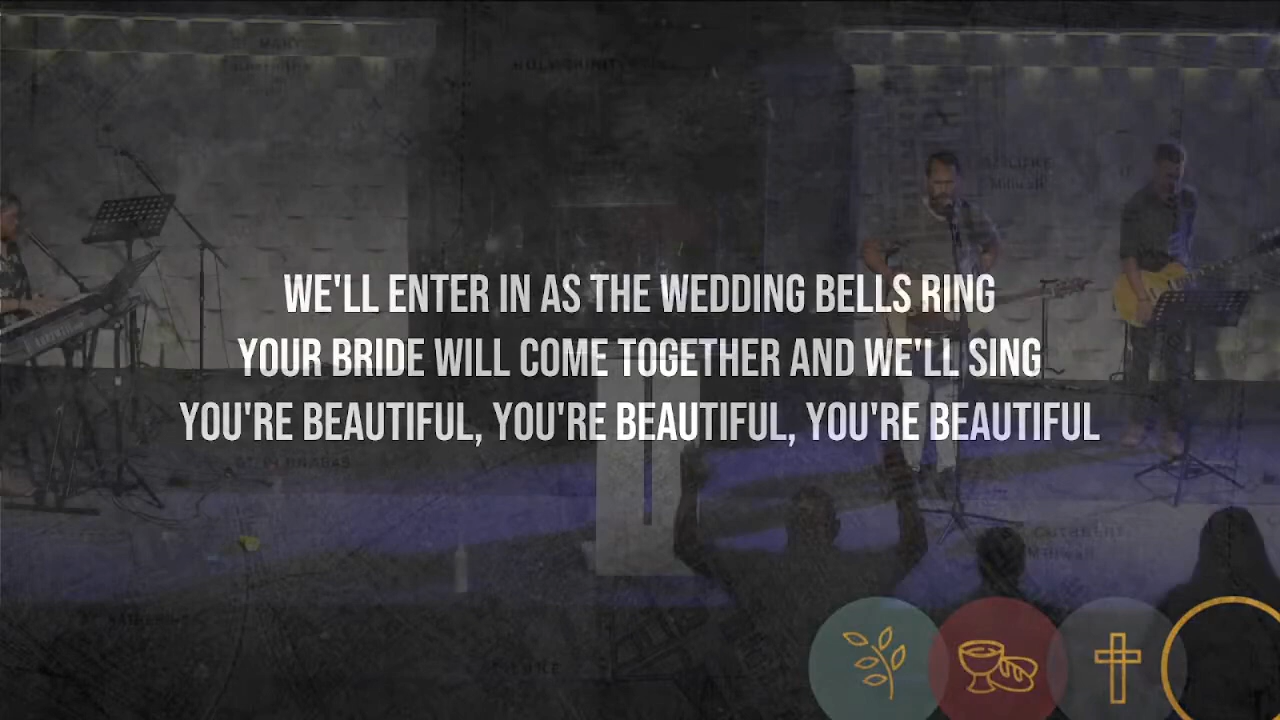 WE'LL ENTER IN AS THE WEDDING BELLS RING
YOUR BRIDE WILL COME TOGETHER AND WE'LL SING
YOU'RE BEAUTIFUL, YOU'RE BEAUTIFUL, YOU'RE BEAUTIFUL